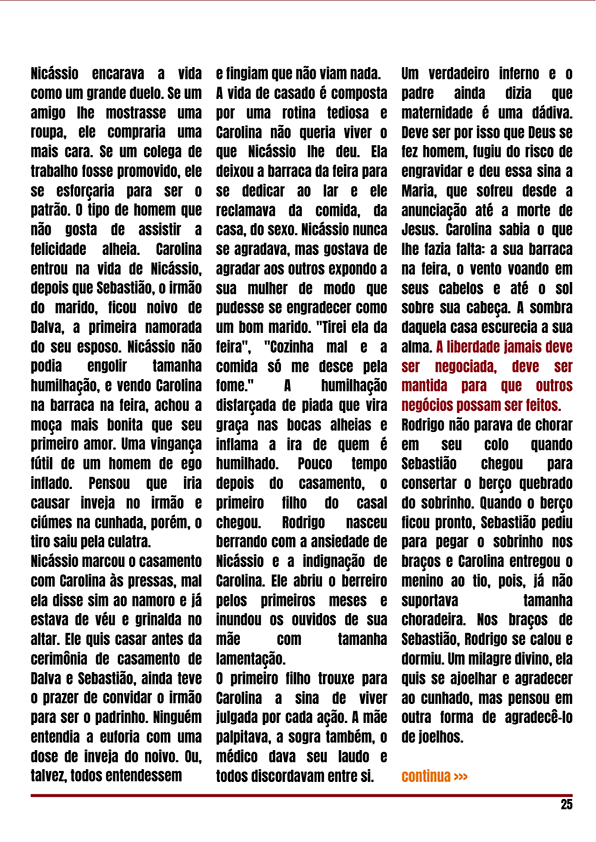 Nicássio encarava a vida
como um grande duelo. Se um
amigo lhe mostrasse uma
roupa, ele compraria uma
mais cara. Se um colega de
trabalho fosse promovido, ele
se esforçaria para ser o
patrão. O tipo de homem que
não gosta de assistir a
felicidade alheia. Carolina
entrou na vida de Nicássio,
depois que Sebastião, o irmão
do marido, ficou noivo de
Dalva, a primeira namorada
do seu esposo. Nicássio não
podia engolir tamanha
humilhação, e vendo Carolina
na barraca na feira, achou a
moça mais bonita que seu
primeiro amor. Uma vingança
fútil de um homem de ego
inflado. Pensou que iria
causar inveja no irmão e
ciúmes na cunhada, porém, o
tiro saiu pela culatra.
Nicássio marcou o casamento
com Carolina às pressas, mal
ela disse sim ao namoro e já
estava de véu e grinalda no
altar. Ele quis casar antes da
cerimônia de casamento de
Dalva e Sebastião, ainda teve
o prazer de convidar o irmão
para ser o padrinho. Ninguém
entendia a euforia com uma
dose de inveja do noivo. Ou,
talvez, todos entendessem
e fingiam que não viam nada.
A vida de casado é composta
por uma rotina tediosa e
Carolina não queria viver o
que Nicássio lhe deu. Ela
deixou a barraca da feira para
se dedicar ao lar e ele
reclamava da comida, da
casa, do sexo. Nicássio nunca
se agradava, mas gostava de
agradar aos outros expondo a
sua mulher de modo que
pudesse se engradecer como
um bom marido. "Tirei ela da
feira", "Cozinha mal e a
comida só me desce pela
fome." A humilhação
disfarçada de piada que vira
graça nas bocas alheias e
inflama a ira de quem é
humilhado. Pouco tempo
depois do casamento, o
primeiro filho do casal
chegou. Rodrigo nasceu
berrando com a ansiedade de
Nicássio e a indignação de
Carolina. Ele abriu o berreiro
pelos primeiros meses e
inundou os ouvidos de sua
mãe com tamanha
lamentação.
O primeiro filho trouxe para
Carolina a sina de viver
julgada por cada ação. A mãe
palpitava, a sogra também, o
médico dava seu laudo e
todos discordavam entre si.
Um verdadeiro inferno e o
padre ainda dizia que
maternidade é uma dádiva.
Deve ser por isso que Deus se
fez homem, fugiu do risco de
engravidar e deu essa sina a
Maria, que sofreu desde a
anunciação até a morte de
Jesus. Carolina sabia o que
lhe fazia falta: a sua barraca
na feira, o vento voando em
seus cabelos e até o sol
sobre sua cabeça. A sombra
daquela casa escurecia a sua
alma. A liberdade jamais deve
ser negociada, deve ser
mantida para que outros
negócios possam ser feitos.
Rodrigo não parava de chorar
em seu colo quando
Sebastião chegou para
consertar o berço quebrado
do sobrinho. Quando o berço
ficou pronto, Sebastião pediu
para pegar o sobrinho nos
braços e Carolina entregou o
menino ao tio, pois, já não
suportava tamanha
choradeira. Nos braços de
Sebastião, Rodrigo se calou e
dormiu. Um milagre divino, ela
quis se ajoelhar e agradecer
ao cunhado, mas pensou em
outra forma de agradecê-lo
de joelhos.
continua >>>
25